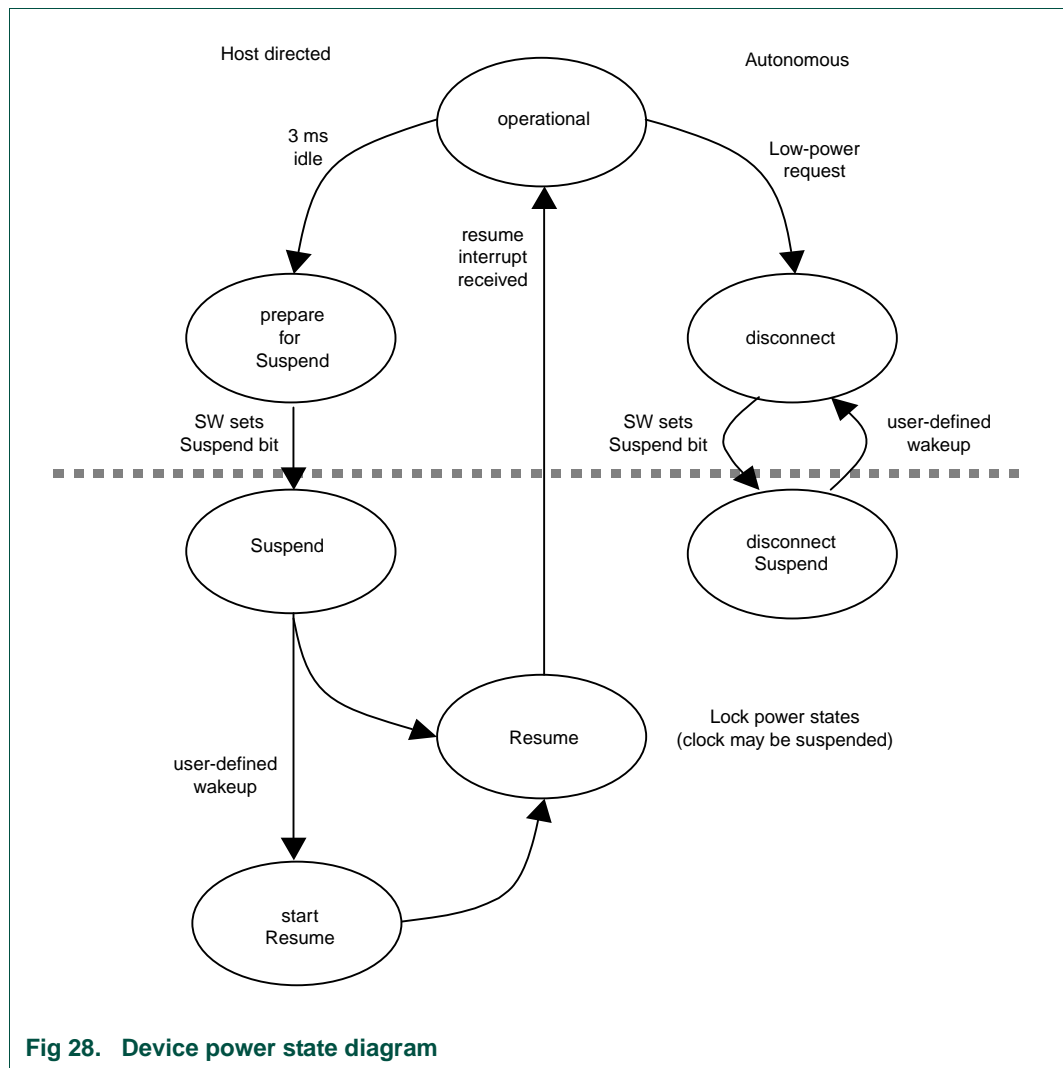 Host directed
Autonomous
operational
3 ms
idle
Low-power
request
resume
interrupt
received
prepare
for
Suspend
disconnect
SW sets
Suspend bit
SW sets
Suspend bit
user-defined
wakeup
Suspend
disconnect
Suspend
Resume
Lock power states
(clock may be suspended)
user-defined
wakeup
start
Resume
Fig 28. Device power state diagram